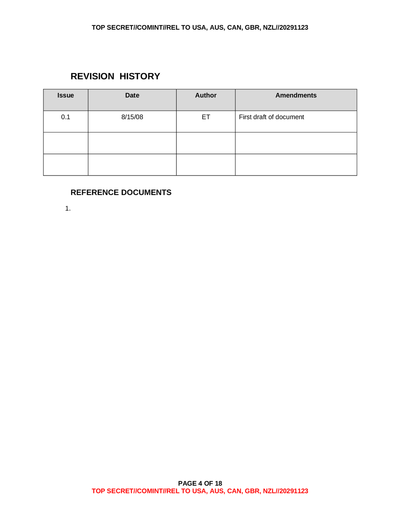 TOP SECRET//COMINT//REL TO USA, AUS, CAN, GBR, NZL//20291123
REVISION HISTORY
Issue Date Author Amendments
0.1 8/15/08 ET First draft of document
REFERENCE DOCUMENTS
1.
PAGE 4 OF 18
TOP SECRET//COMINT//REL TO USA, AUS, CAN, GBR, NZL//20291123